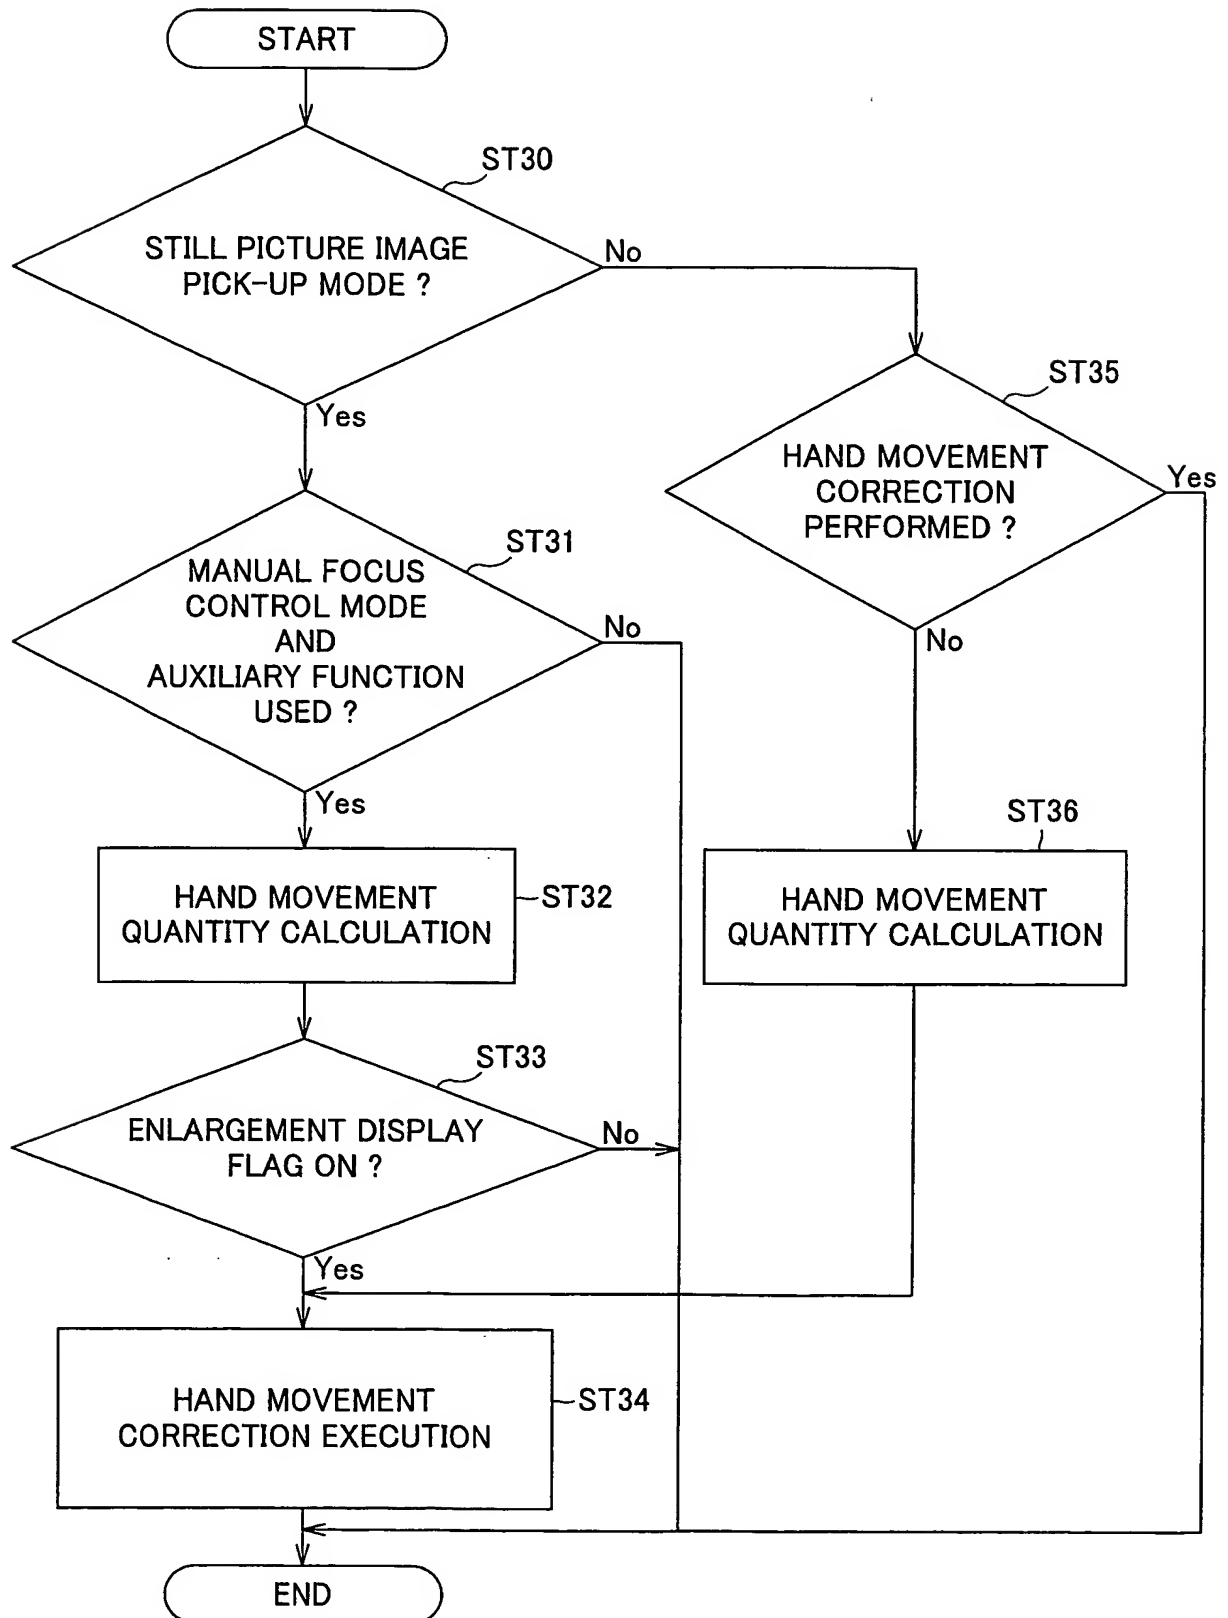 START
ST30
STILL PICTURE IMAGE
PICK-UP MODE ?
No
Yes
ST35
HAND MOVEMENT
CORRECTION
PERFORMED ?
Yes
No
ST31
MANUAL FOCUS
CONTROL MODE
AND
AUXILIARY FUNCTION
USED ?
No
Yes
ST36
HAND MOVEMENT
QUANTITY CALCULATION
ST32
HAND MOVEMENT
QUANTITY CALCULATION
ST33
ENLARGEMENT DISPLAY
FLAG ON ?
No
Yes
HAND MOVEMENT
CORRECTION EXECUTION
ST34
END